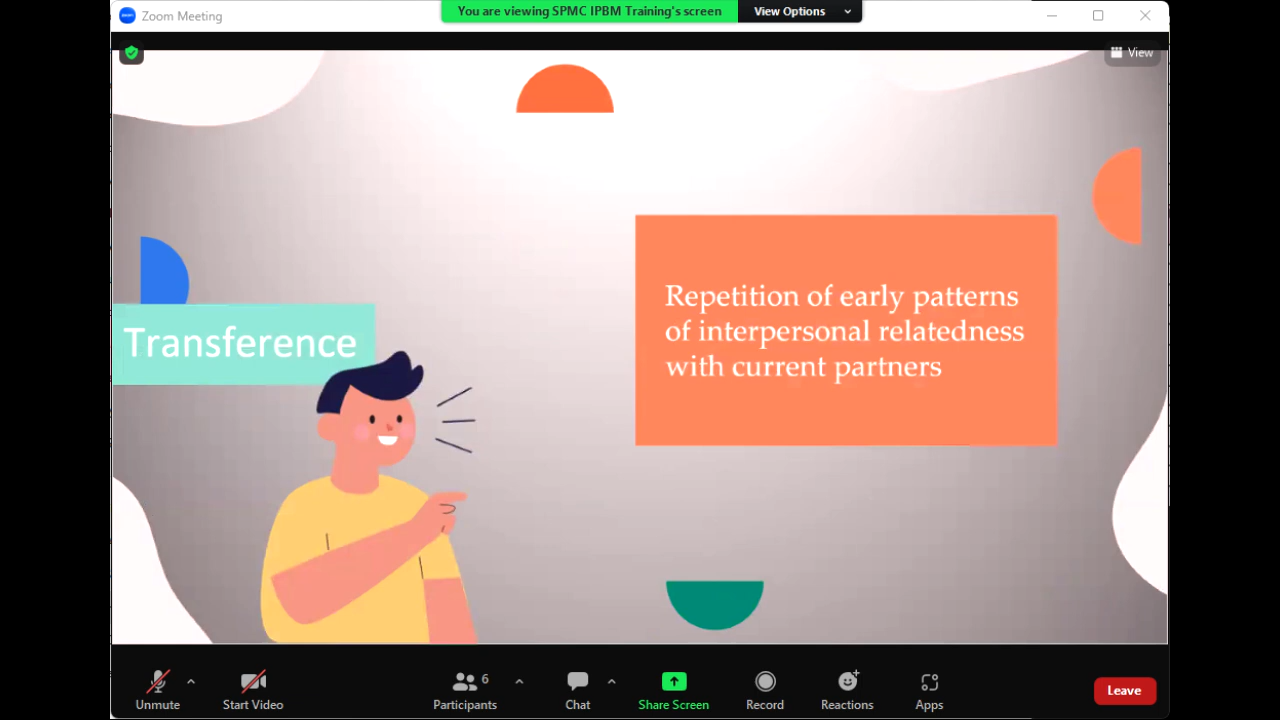 Zoom Meeting
You are viewing SPMC IPBM Training's screen
View Options
View
Transference
Repetition of early patterns
of interpersonal relatedness
with current partners
Unmute
Start Video
6
Participants
Chat
Share Screen
Record
Reactions
Apps
Leave